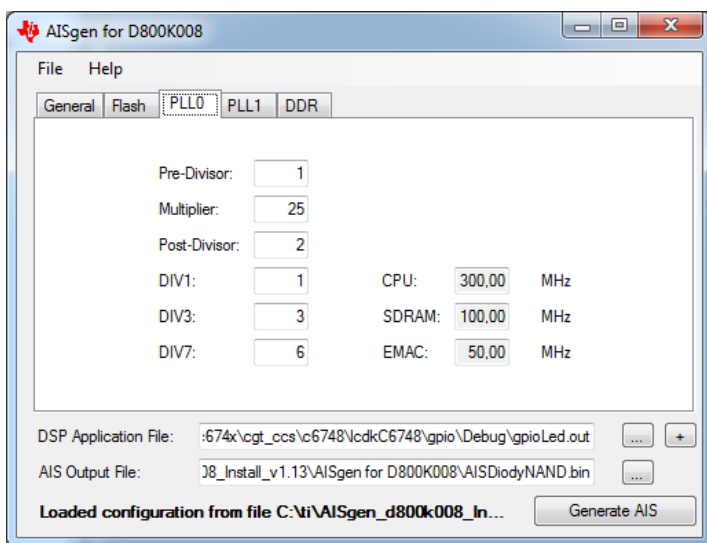 AISgen for D800K008
File Help
General Flash PLL0 PLL1 DDR
Pre-Divisor: 1
Multiplier: 25
Post-Divisor: 2
DIV1: 1 CPU: 300,00 MHz
DIV3: 3 SDRAM: 100,00 MHz
DIV7: 6 EMAC: 50,00 MHz
DSP Application File: :674x\cgt_ccs\c6748\lcdkC6748\gpio\Debug\gpioLed.out ... +
AIS Output File: 08_Install_v1.13\AISgen for D800K008\AISDiodyNAND.bin ...
Loaded configuration from file C:\ti\AISgen_d800k008_In... Generate AIS